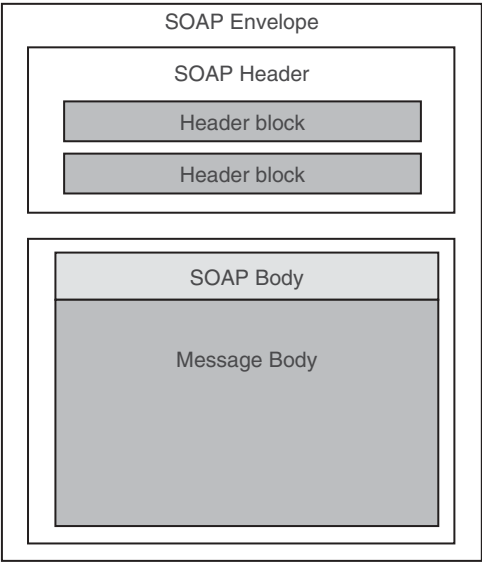 SOAP Envelope
SOAP Header
Header block
Header block
SOAP Body
Message Body